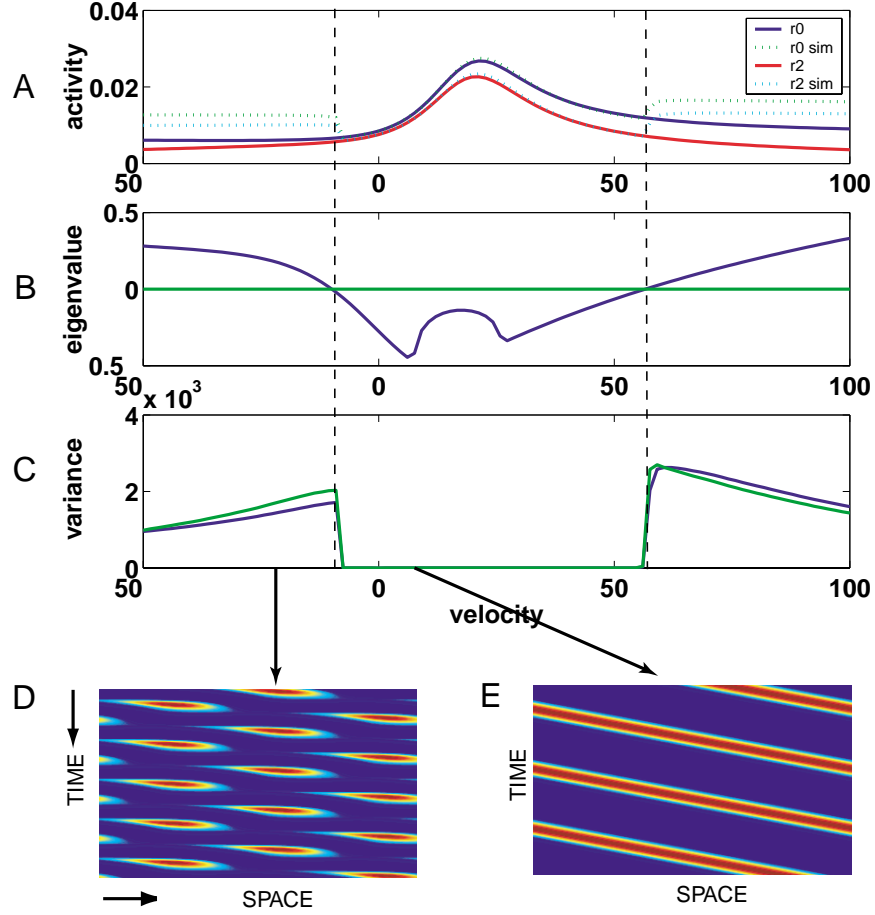 A
activity
0.04
0.02
0
50
0
50
100
r0
r0 sim
r2
r2 sim
B
eigenvalue
0.5
0
0.5
50
0
50
100
x 10³
C
variance
4
2
0
50
0
50
100
velocity
D
TIME
SPACE
E
TIME
SPACE